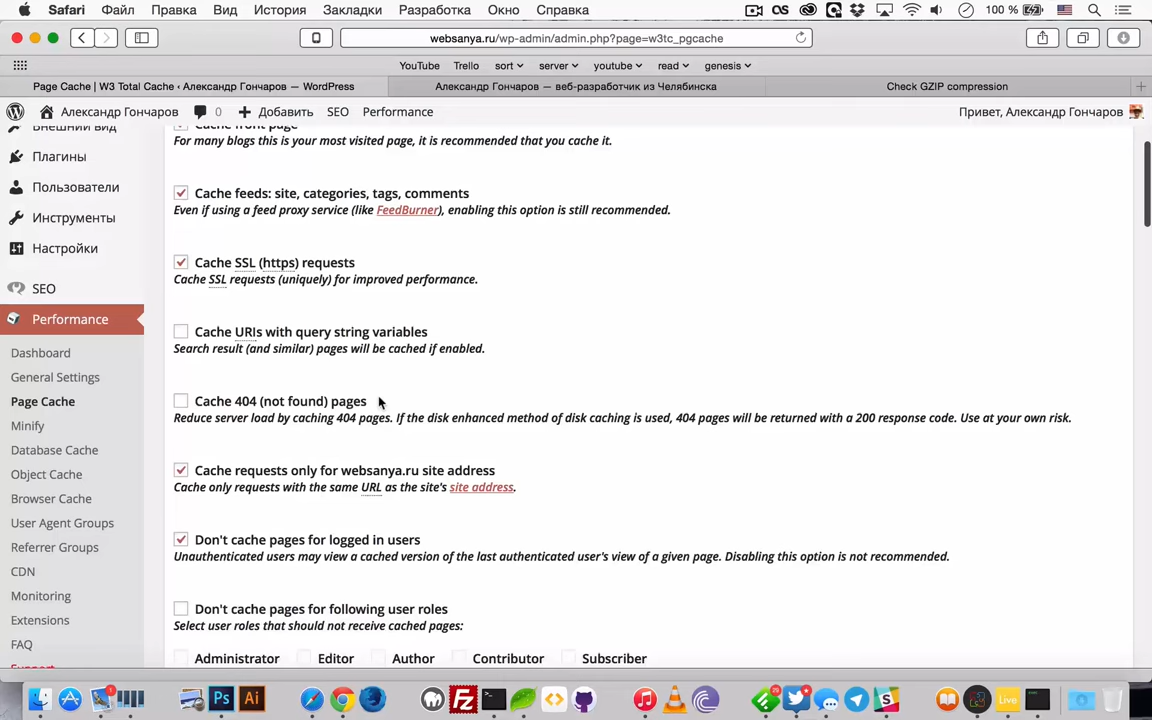 Safari Файл Правка Вид История Закладки Разработка Окно Справка 100 %
websanya.ru/wp-admin/admin.php?page=w3tc_pgcache
YouTube Trello sort server youtube read genesis
Page Cache | W3 Total Cache ‹ Александр Гончаров — WordPress
Александр Гончаров — веб-разработчик из Челябинска
Check GZIP compression
Александр Гончаров 0 Добавить SEO Performance Привет, Александр Гончаров
Внешний вид
Плагины
Пользователи
Инструменты
Настройки
SEO
Performance
Dashboard
General Settings
Page Cache
Minify
Database Cache
Object Cache
Browser Cache
User Agent Groups
Referrer Groups
CDN
Monitoring
Extensions
FAQ
Support
Cache front page
For many blogs this is your most visited page, it is recommended that you cache it.
Cache feeds: site, categories, tags, comments
Even if using a feed proxy service (like FeedBurner), enabling this option is still recommended.
Cache SSL (https) requests
Cache SSL requests (uniquely) for improved performance.
Cache URIs with query string variables
Search result (and similar) pages will be cached if enabled.
Cache 404 (not found) pages
Reduce server load by caching 404 pages. If the disk enhanced method of disk caching is used, 404 pages will be returned with a 200 response code. Use at your own risk.
Cache requests only for websanya.ru site address
Cache only requests with the same URL as the site's site address.
Don't cache pages for logged in users
Unauthenticated users may view a cached version of the last authenticated user's view of a given page. Disabling this option is not recommended.
Don't cache pages for following user roles
Select user roles that should not receive cached pages:
Administrator Editor Author Contributor Subscriber
Ps Ai Fz Live